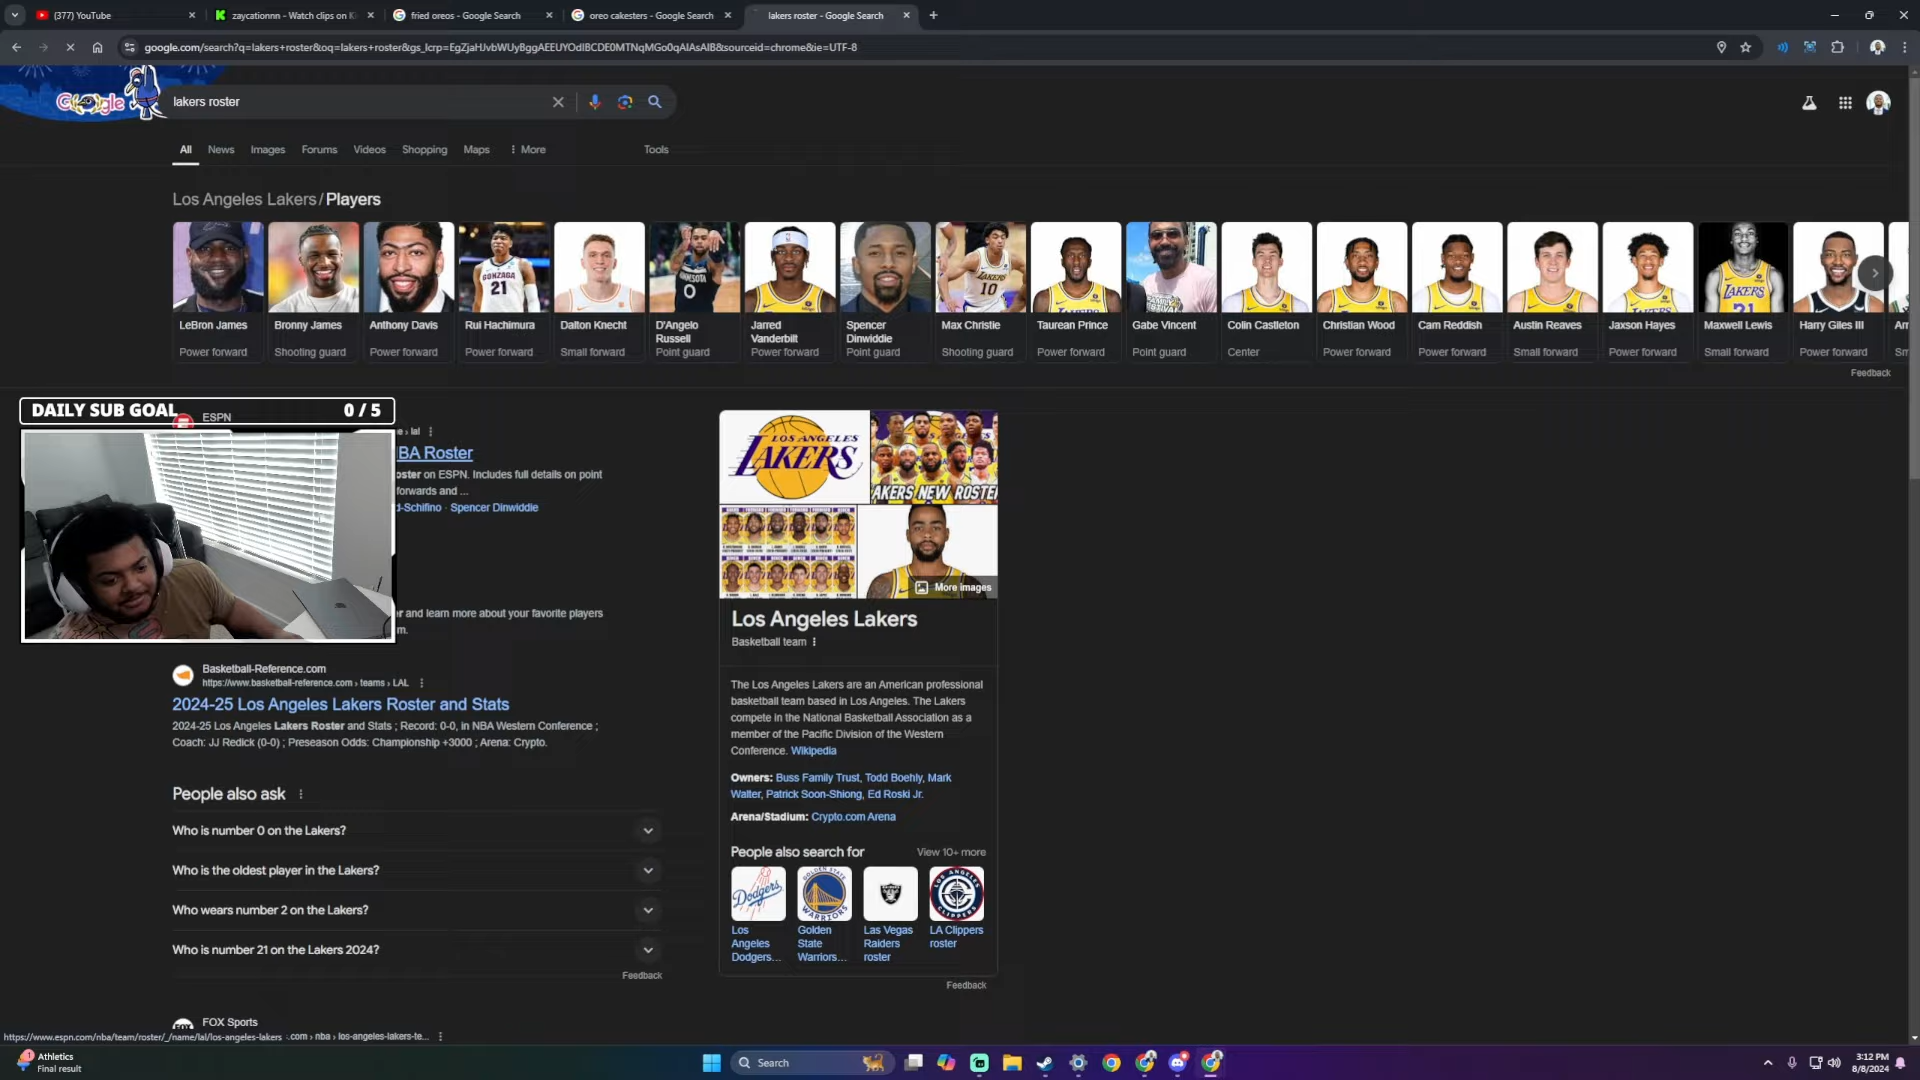 (377) YouTube
zaycationnn - Watch clips on K
fried oreos - Google Search
oreo cakesters - Google Search
lakers roster - Google Search
google.com/search?q=lakers+roster&oq=lakers+roster&gs_lcrp=EgZjaHJvbWUyBggAEEUYOdIBCDE0MTNqMGo0qAIAsAIB&sourceid=chrome&ie=UTF-8
lakers roster
All
News
Images
Forums
Videos
Shopping
Maps
More
Tools
Los Angeles Lakers / Players
GONZAGA
21
MINNESOTA
0
LAKERS
10
LAKERS
21
LeBron James
Power forward
Bronny James
Shooting guard
Anthony Davis
Power forward
Rui Hachimura
Power forward
Dalton Knecht
Small forward
D'Angelo
Russell
Point guard
Jarred
Vanderbilt
Power forward
Spencer
Dinwiddie
Point guard
Max Christie
Shooting guard
Taurean Prince
Power forward
Gabe Vincent
Point guard
Colin Castleton
Center
Christian Wood
Power forward
Cam Reddish
Power forward
Austin Reaves
Small forward
Jaxson Hayes
Power forward
Maxwell Lewis
Small forward
Harry Giles III
Power forward
Feedback
DAILY SUB GOAL 0 / 5
ESPN
e › lal
BA Roster
oster on ESPN. Includes full details on point
forwards and ...
d-Schifino · Spencer Dinwiddie
er and learn more about your favorite players
m.
Basketball-Reference.com
https://www.basketball-reference.com › teams › LAL
2024-25 Los Angeles Lakers Roster and Stats
2024-25 Los Angeles Lakers Roster and Stats ; Record: 0-0, in NBA Western Conference ;
Coach: JJ Redick (0-0) ; Preseason Odds: Championship +3000 ; Arena: Crypto.
People also ask
Who is number 0 on the Lakers?
Who is the oldest player in the Lakers?
Who wears number 2 on the Lakers?
Who is number 21 on the Lakers 2024?
Feedback
FOX Sports
.com › nba › los-angeles-lakers-te...
https://www.espn.com/nba/team/roster/_/name/lal/los-angeles-lakers
LOS ANGELES
LAKERS
AKERS NEW ROSTER
More images
Los Angeles Lakers
Basketball team
The Los Angeles Lakers are an American professional
basketball team based in Los Angeles. The Lakers
compete in the National Basketball Association as a
member of the Pacific Division of the Western
Conference. Wikipedia
Owners: Buss Family Trust, Todd Boehly, Mark
Walter, Patrick Soon-Shiong, Ed Roski Jr.
Arena/Stadium: Crypto.com Arena
People also search for
View 10+ more
Dodgers
Los
Angeles
Dodgers...
Golden
State
Warriors...
Las Vegas
Raiders
roster
LA Clippers
roster
Feedback
Athletics
Final result
Search
3:12 PM
8/8/2024